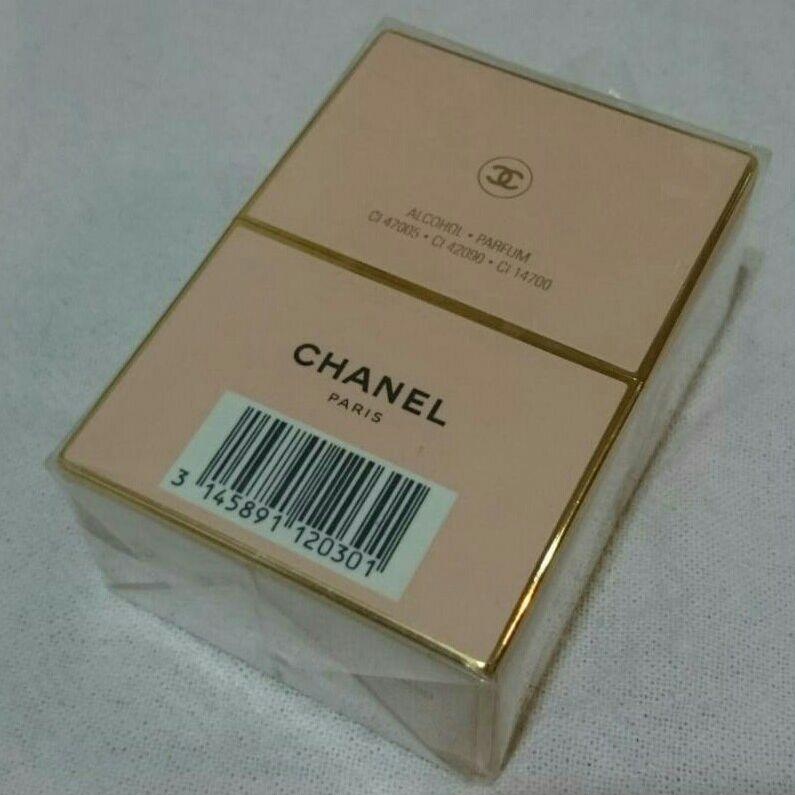 ALCOHOL • PARFUM
CI 47005 • CI 42090 • CI 14700
CHANEL
PARIS
3 145891 120301